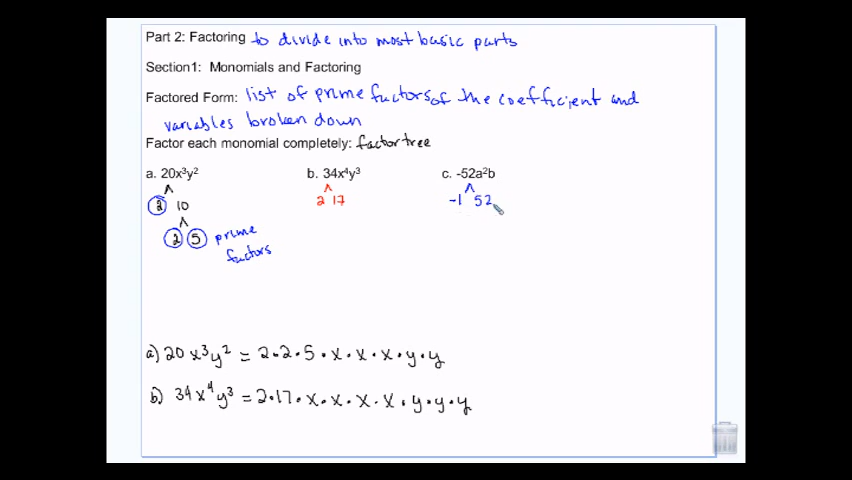 Part 2: Factoring to divide into most basic parts
Section1: Monomials and Factoring
Factored Form: list of prime factors of the coefficient and
variables broken down
Factor each monomial completely: factor tree
a. 20x³y² b. 34x⁴y³ c. -52a²b
2 10 2 17 -1 52
2 5 prime
factors
a) 20x³y² = 2·2·5·x·x·x·y·y
b) 34x⁴y³ = 2·17·x·x·x·x·y·y·y